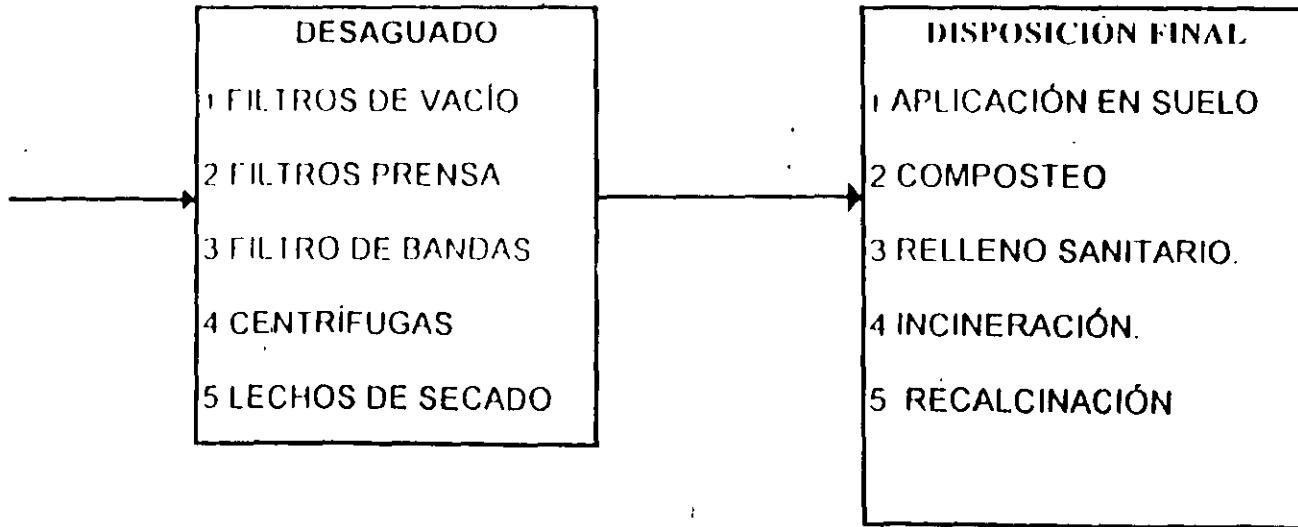 DESAGUADO
1 FILTROS DE VACÍO
2 FILTROS PRENSA
3 FILTRO DE BANDAS
4 CENTRÍFUGAS
5 LECHOS DE SECADO
DISPOSICIÓN FINAL
1 APLICACIÓN EN SUELO
2 COMPOSTEO
3 RELLENO SANITARIO.
4 INCINERACIÓN.
5 RECALCINACIÓN